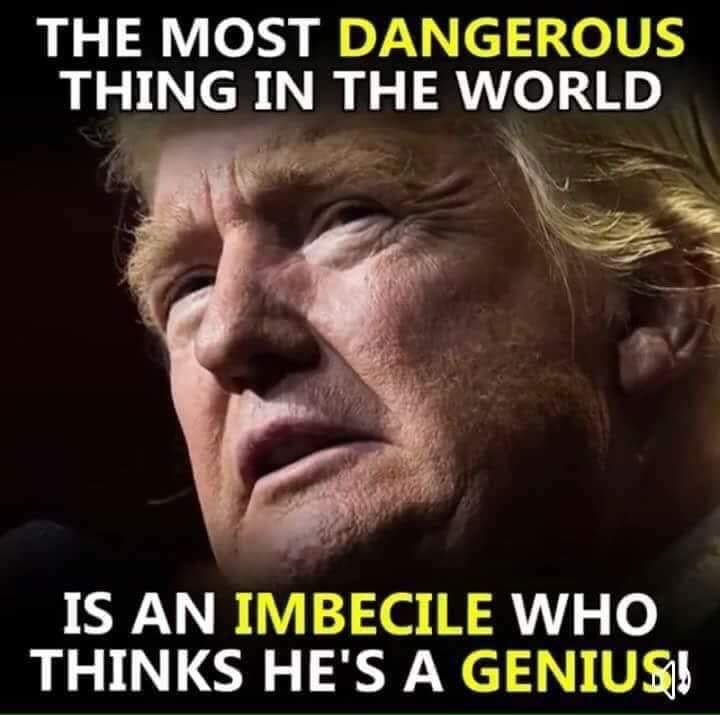 THE MOST DANGEROUS
THING IN THE WORLD
IS AN IMBECILE WHO
THINKS HE'S A GENIUS!